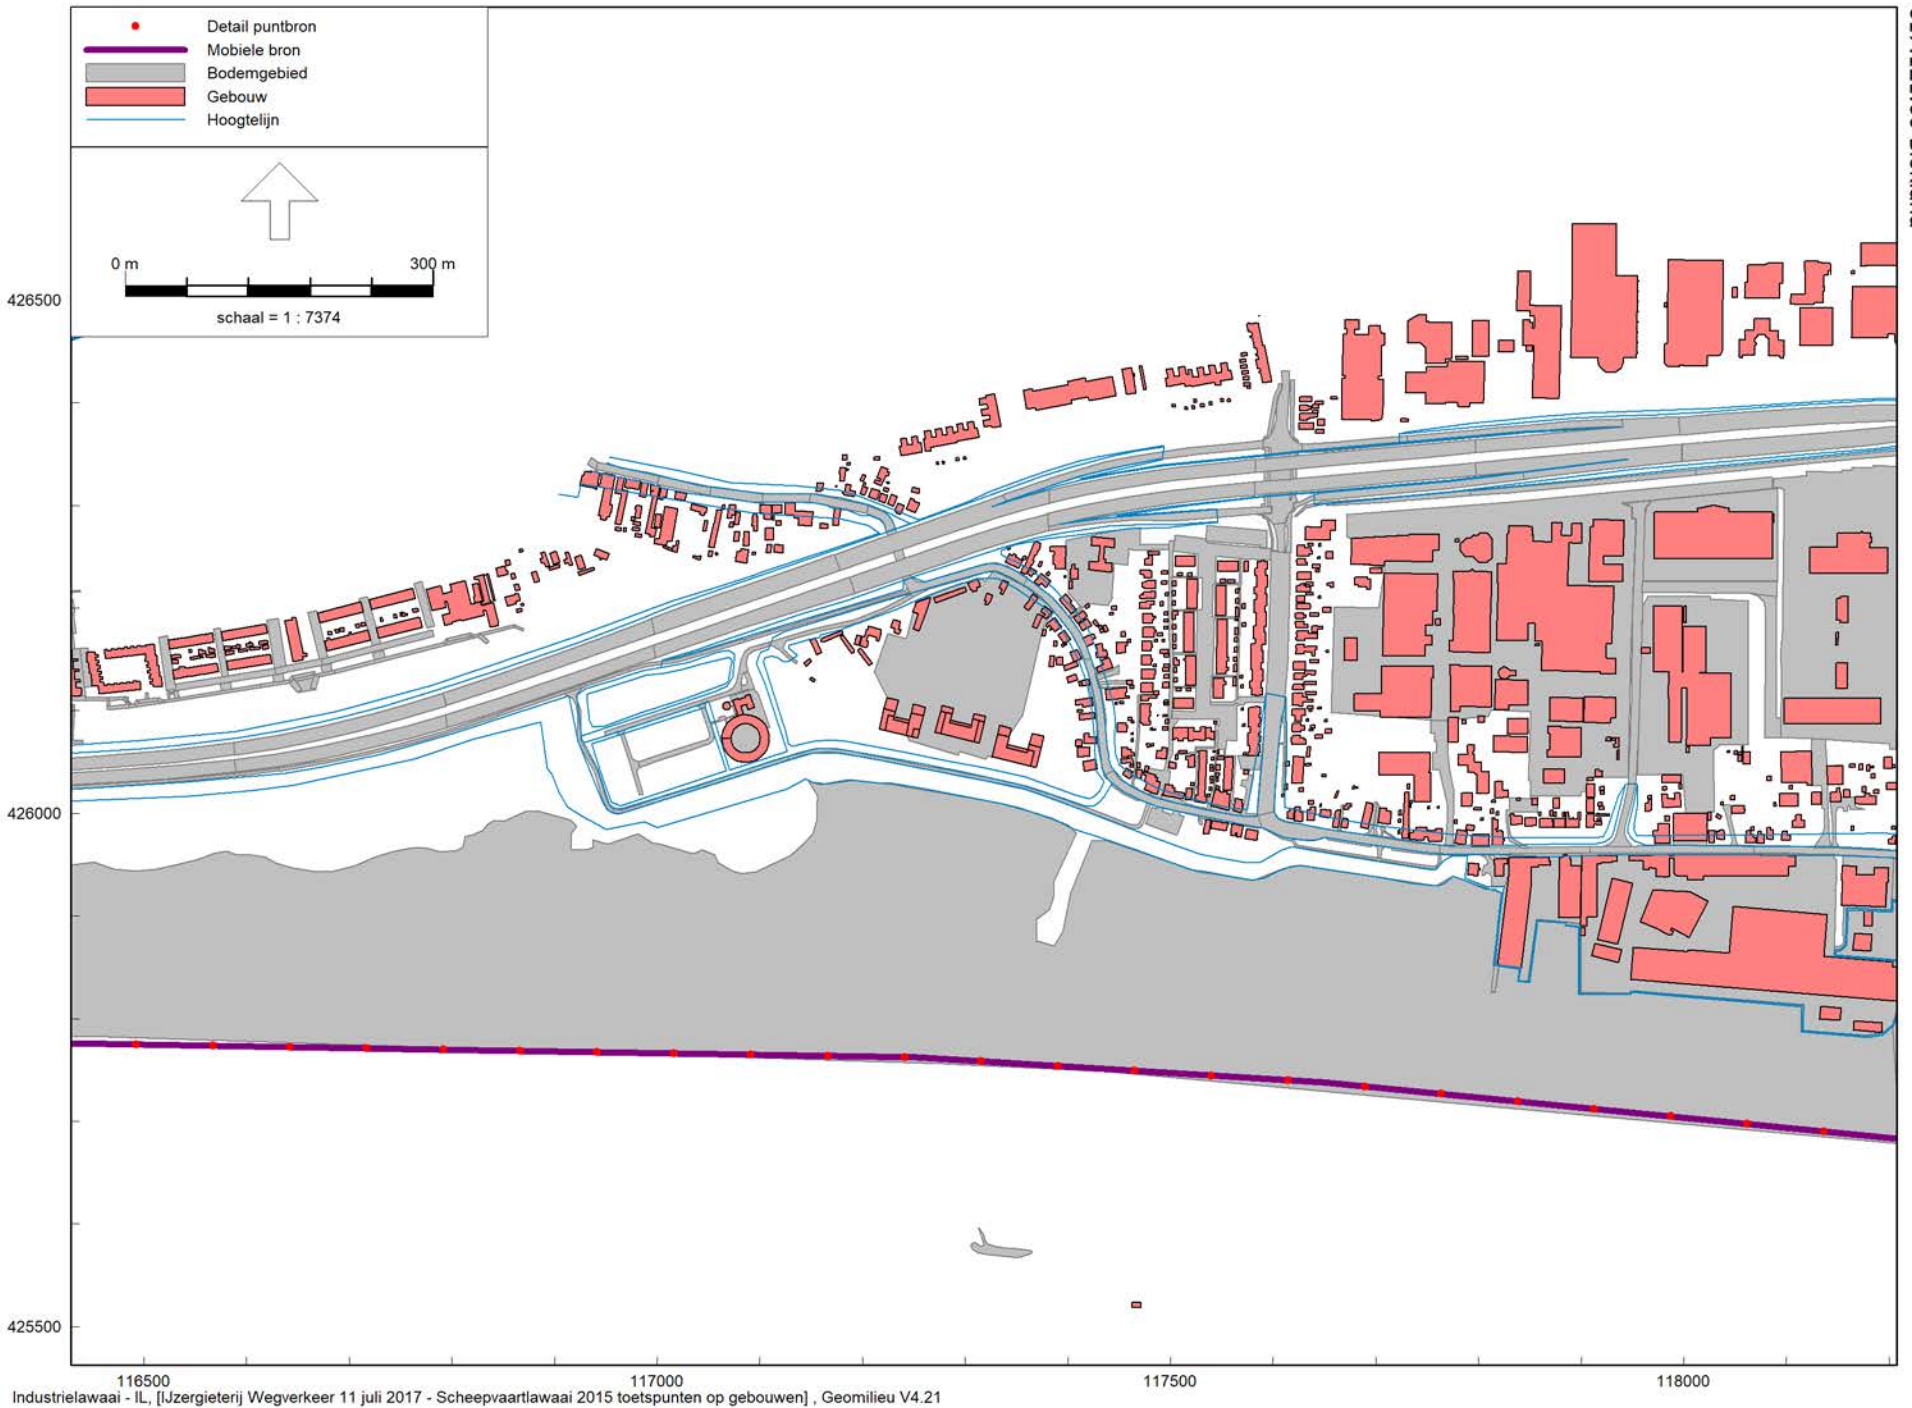 Detail puntbron
Mobiele bron
Bodemgebied
Gebouw
Hoogtelijn
0 m
300 m
schaal = 1 : 7374
426500
426000
425500
116500
117000
117500
118000
Industrielawaai - IL, [IJzergieterij Wegverkeer 11 juli 2017 - Scheepvaartlawaai 2015 toetspunten op gebouwen] , Geomilieu V4.21